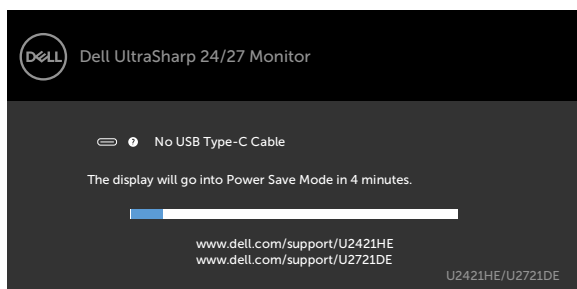 DELL Dell UltraSharp 24/27 Monitor
? No USB Type-C Cable
The display will go into Power Save Mode in 4 minutes.
www.dell.com/support/U2421HE
www.dell.com/support/U2721DE
U2421HE/U2721DE